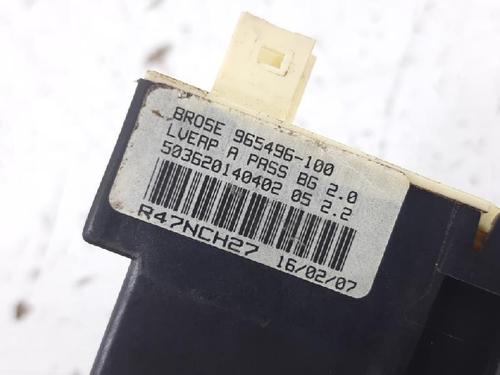 BROSE 965496-100
LVEAP A PASS BG 2.0
503620140402 05 2.2
R47NCH27 16/02/07